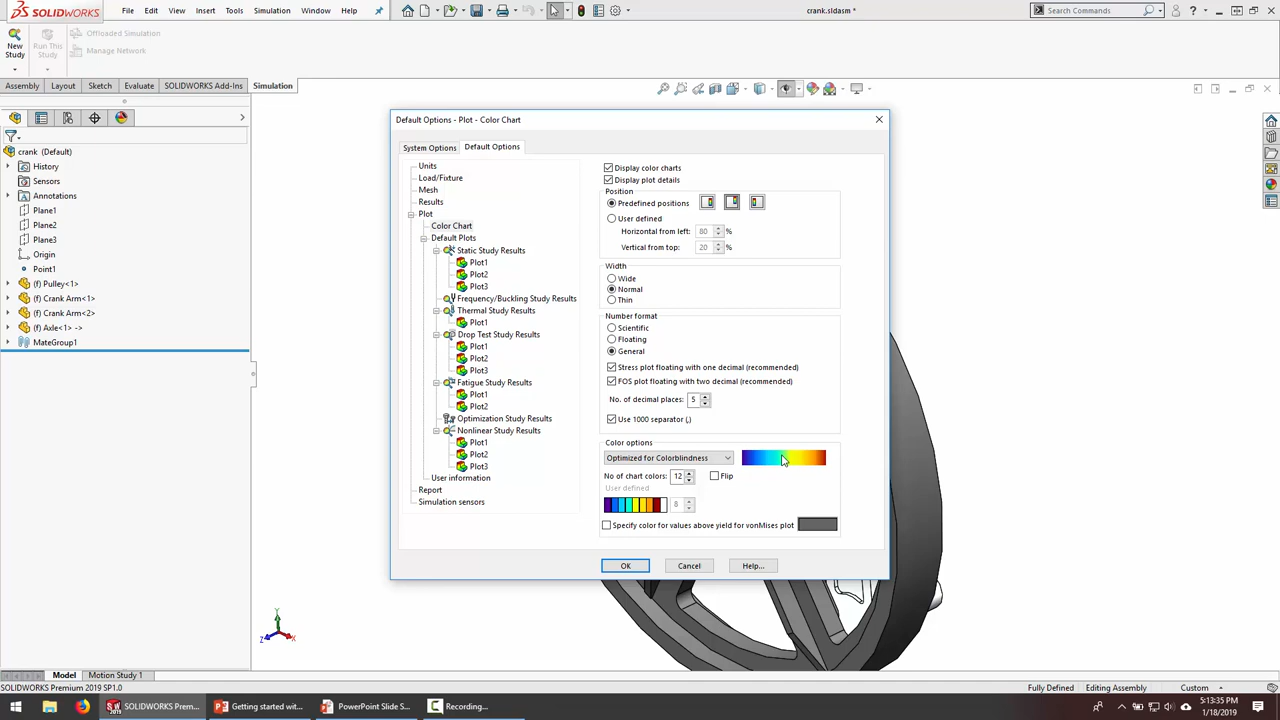 SOLIDWORKS
File Edit View Insert Tools Simulation Window Help
crank.sldasm *
Search Commands
New Study
Run This Study
Offloaded Simulation
Manage Network
Assembly Layout Sketch Evaluate SOLIDWORKS Add-Ins Simulation
crank (Default)
History
Sensors
Annotations
Plane1
Plane2
Plane3
Origin
Point1
(f) Pulley<1>
(f) Crank Arm<1>
(f) Crank Arm<2>
(f) Axle<1> ->
MateGroup1
Default Options - Plot - Color Chart
System Options Default Options
Units
Load/Fixture
Mesh
Results
Plot
Color Chart
Default Plots
Static Study Results
Plot1
Plot2
Plot3
Frequency/Buckling Study Results
Thermal Study Results
Plot1
Drop Test Study Results
Plot1
Plot2
Plot3
Fatigue Study Results
Plot1
Plot2
Optimization Study Results
Nonlinear Study Results
Plot1
Plot2
Plot3
User information
Report
Simulation sensors
Display color charts
Display plot details
Position
Predefined positions
User defined
Horizontal from left: 80 %
Vertical from top: 20 %
Width
Wide
Normal
Thin
Number format
Scientific
Floating
General
Stress plot floating with one decimal (recommended)
FOS plot floating with two decimal (recommended)
No. of decimal places: 5
Use 1000 separator (,)
Color options
Optimized for Colorblindness
No of chart colors: 12 Flip
User defined
8
Specify color for values above yield for vonMises plot
OK Cancel Help...
Y
Z X
Model Motion Study 1
SOLIDWORKS Premium 2019 SP1.0
Fully Defined Editing Assembly Custom
SOLIDWORKS Prem...
Getting started wit...
PowerPoint Slide S...
Recording...
5:13:35 PM
1/18/2019